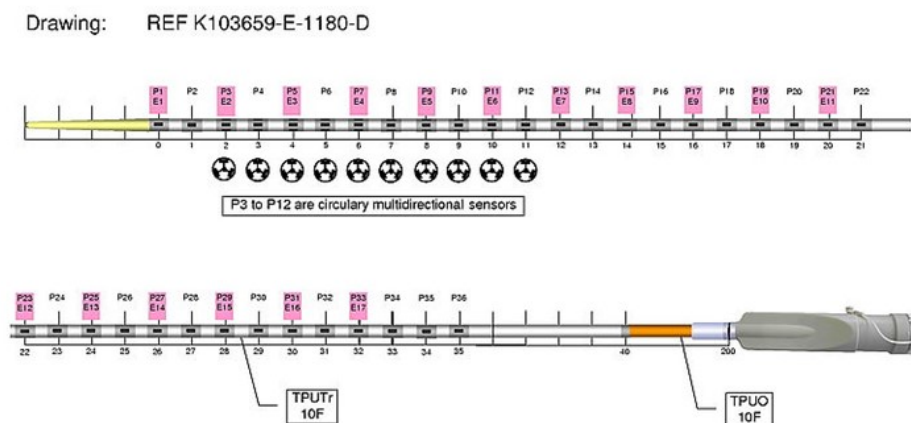 Drawing: REF K103659-E-1180-D
P1 P2 P3 P4 P5 P6 P7 P8 P9 P10 P11 P12 P13 P14 P15 P16 P17 P18 P19 P20 P21 P22
E1 E2 E3 E4 E5 E6 E7 E8 E9 E10 E11
0 1 2 3 4 5 6 7 8 9 10 11 12 13 14 15 16 17 18 19 20 21
P3 to P12 are circulary multidirectional sensors
P23 P24 P25 P26 P27 P28 P29 P30 P31 P32 P33 P34 P35 P36
E12 E13 E14 E15 E16 E17
22 23 24 25 26 27 28 29 30 31 32 33 34 35 40 200
TPUTr TPUO
10F 10F